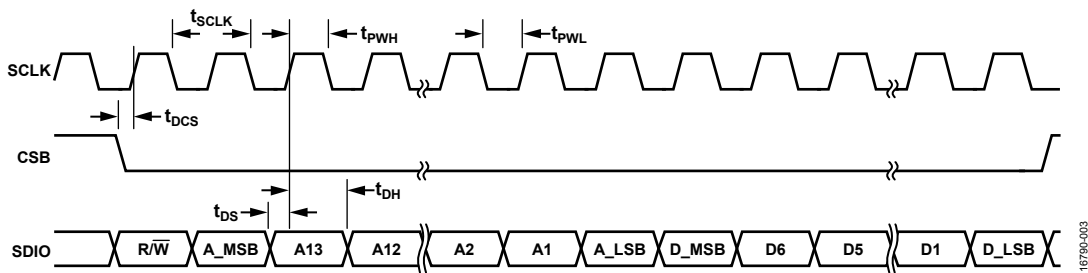 tSCLK
tPWH
tPWL
SCLK
tDCS
CSB
tDH
tDS
SDIO R/W̅ A_MSB A13 A12 A2 A1 A_LSB D_MSB D6 D5 D1 D_LSB
16790-003